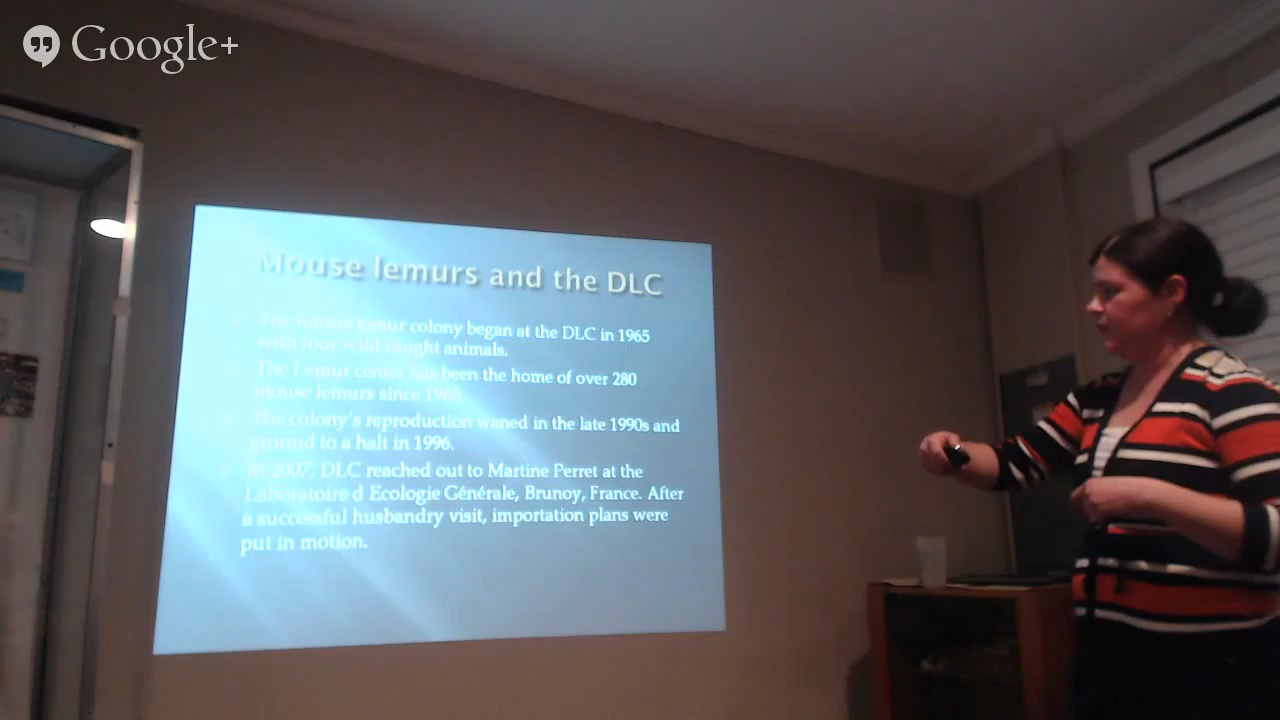 Google+
Mouse lemurs and the DLC
The mouse lemur colony began at the DLC in 1965
with four wild caught animals.
The Lemur center has been the home of over 280
mouse lemurs since 1965.
The colony's reproduction waned in the late 1990s and
ground to a halt in 1996.
In 2007, DLC reached out to Martine Perret at the
Laboratoire d Ecologie Générale, Brunoy, France. After
a successful husbandry visit, importation plans were
put in motion.